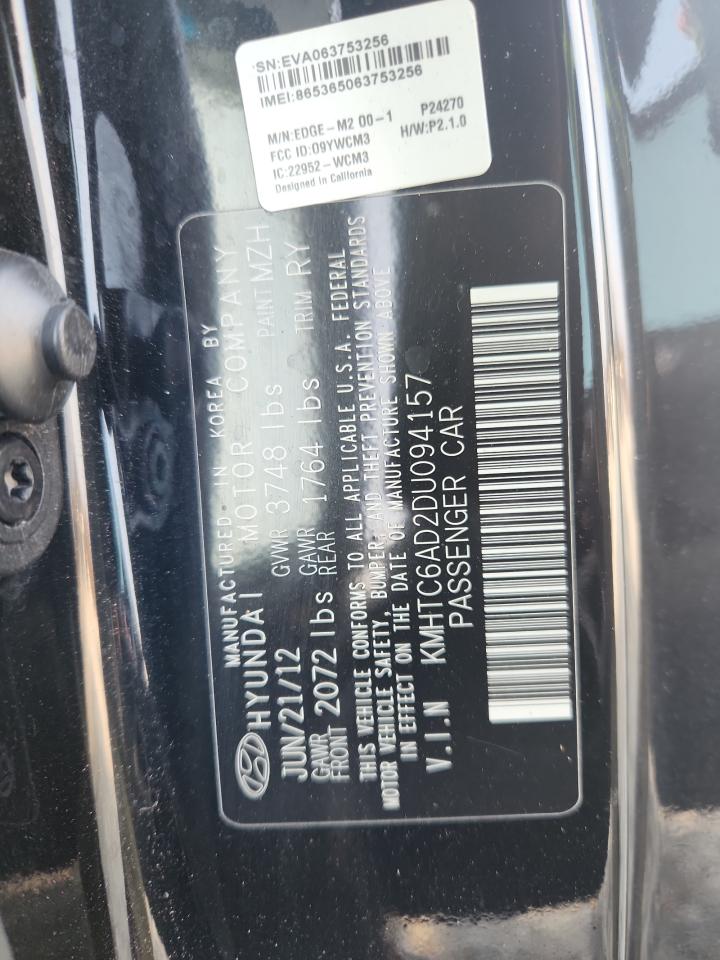 SN:EVA063753256
IMEI:865365063753256
M/N:EDGE-M2 00-1 P24270
FCC ID:O9YWCM3 H/W:P2.1.0
IC:22952-WCM3
Designed in California
MANUFACTURED IN KOREA BY
HYUNDAI MOTOR COMPANY
JUN/21/12 GVWR 3748 lbs PAINT MZH
GAWR FRONT 2072 lbs GAWR REAR 1764 lbs TRIM RY
THIS VEHICLE CONFORMS TO ALL APPLICABLE U.S.A. FEDERAL
MOTOR VEHICLE SAFETY, BUMPER, AND THEFT PREVENTION STANDARDS
IN EFFECT ON THE DATE OF MANUFACTURE SHOWN ABOVE
V.I.N KMHTC6AD2DU094157
PASSENGER CAR